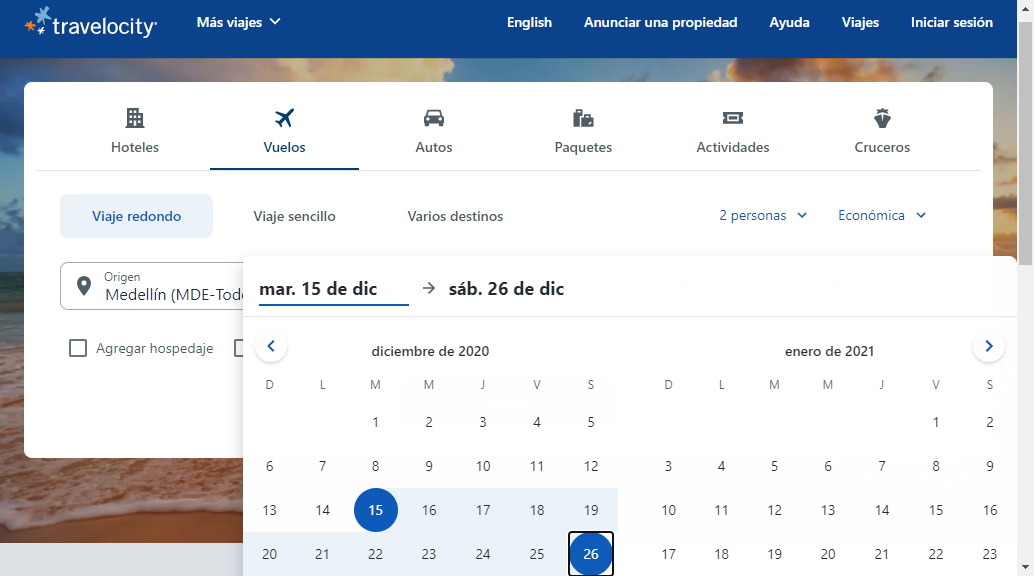 travelocity Más viajes English Anunciar una propiedad Ayuda Viajes Iniciar sesión
Hoteles Vuelos Autos Paquetes Actividades Cruceros
Viaje redondo Viaje sencillo Varios destinos 2 personas Económica
Origen
Medellín (MDE-Tod
mar. 15 de dic → sáb. 26 de dic
Agregar hospedaje
diciembre de 2020
D L M M J V S
1 2 3 4 5
6 7 8 9 10 11 12
13 14 15 16 17 18 19
20 21 22 23 24 25 26
enero de 2021
D L M M J V S
1 2
3 4 5 6 7 8 9
10 11 12 13 14 15 16
17 18 19 20 21 22 23